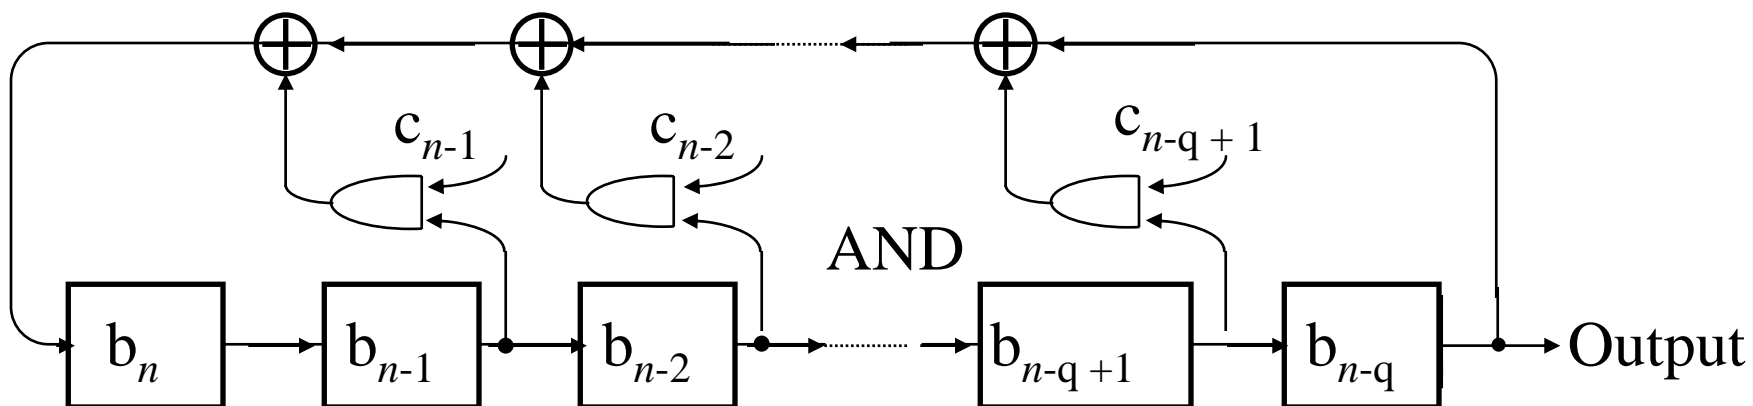 c_{n-1}
c_{n-2}
c_{n-q + 1}
AND
b_n
b_{n-1}
b_{n-2}
b_{n-q +1}
b_{n-q}
Output